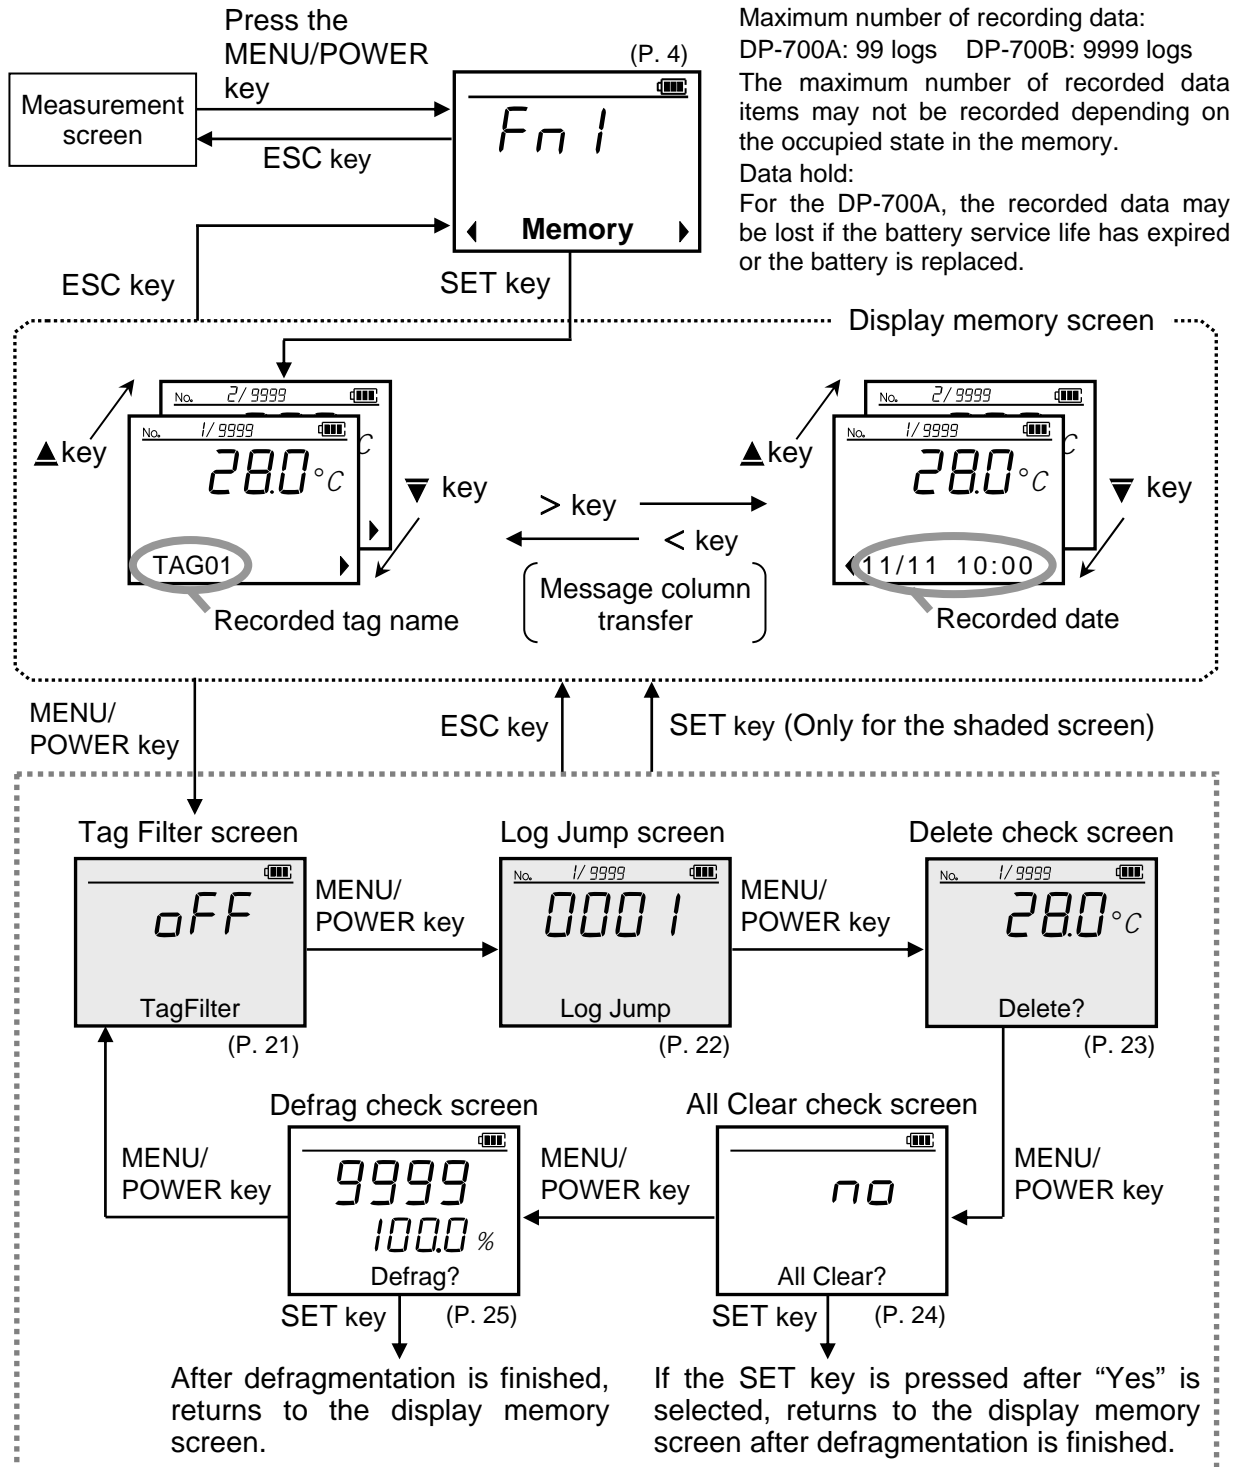 Press the
MENU/POWER
key
(P. 4)
Measurement
screen
ESC key
Fn1
Memory
Maximum number of recording data:
DP-700A: 99 logs DP-700B: 9999 logs
The maximum number of recorded data
items may not be recorded depending on
the occupied state in the memory.
Data hold:
For the DP-700A, the recorded data may
be lost if the battery service life has expired
or the battery is replaced.
ESC key
SET key
Display memory screen
No. 2/9999
No. 1/9999
28.0 °C
C
TAG01
▲ key
▼ key
Recorded tag name
> key
< key
Message column
transfer
No. 2/9999
No. 1/9999
28.0 °C
C
11/11 10:00
▲ key
▼ key
Recorded date
MENU/
POWER key
ESC key
SET key (Only for the shaded screen)
Tag Filter screen
oFF
TagFilter
(P. 21)
MENU/
POWER key
Log Jump screen
No. 1/9999
0001
Log Jump
(P. 22)
MENU/
POWER key
Delete check screen
No. 1/9999
28.0 °C
Delete?
(P. 23)
MENU/
POWER key
All Clear check screen
no
All Clear?
(P. 24)
SET key
MENU/
POWER key
Defrag check screen
9999
100.0 %
Defrag?
(P. 25)
SET key
MENU/
POWER key
After defragmentation is finished,
returns to the display memory
screen.
If the SET key is pressed after “Yes” is
selected, returns to the display memory
screen after defragmentation is finished.